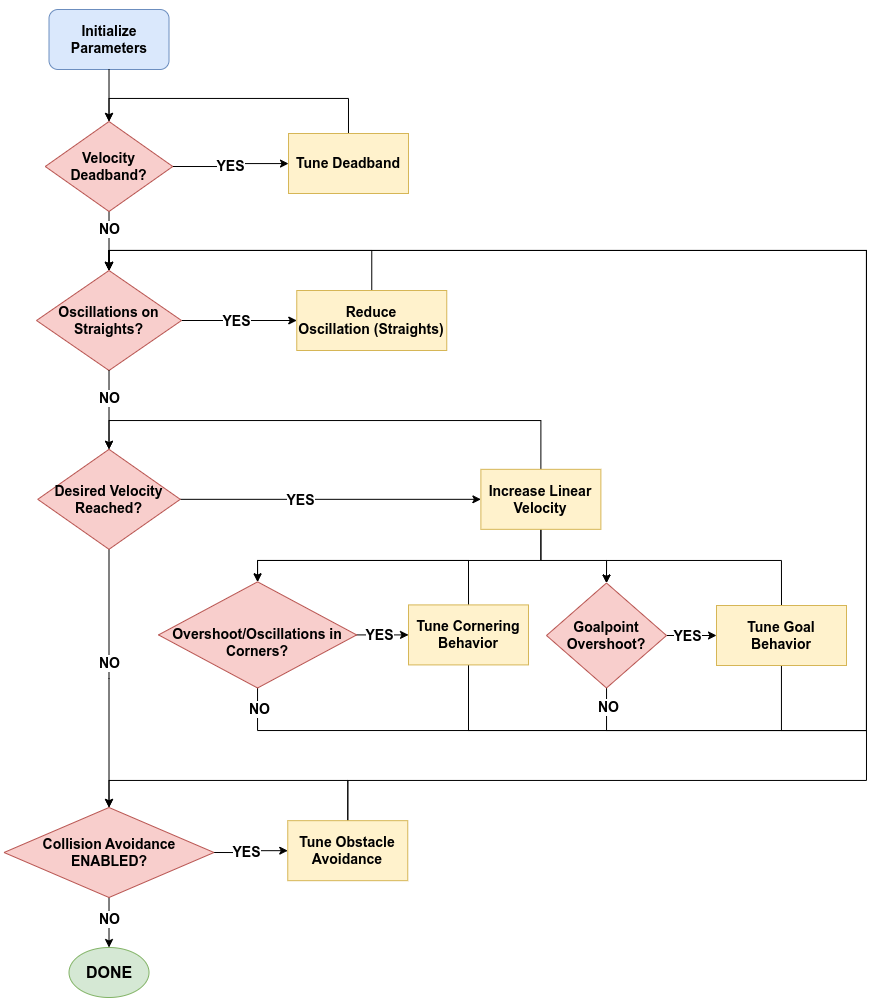 Initialize
Parameters
Velocity
Deadband?
YES
Tune Deadband
NO
Oscillations on
Straights?
YES
Reduce
Oscillation (Straights)
NO
Desired Velocity
Reached?
YES
Increase Linear
Velocity
Overshoot/Oscillations in
Corners?
YES
Tune Cornering
Behavior
Goalpoint
Overshoot?
YES
Tune Goal
Behavior
NO
NO
NO
Collision Avoidance
ENABLED?
YES
Tune Obstacle
Avoidance
NO
DONE